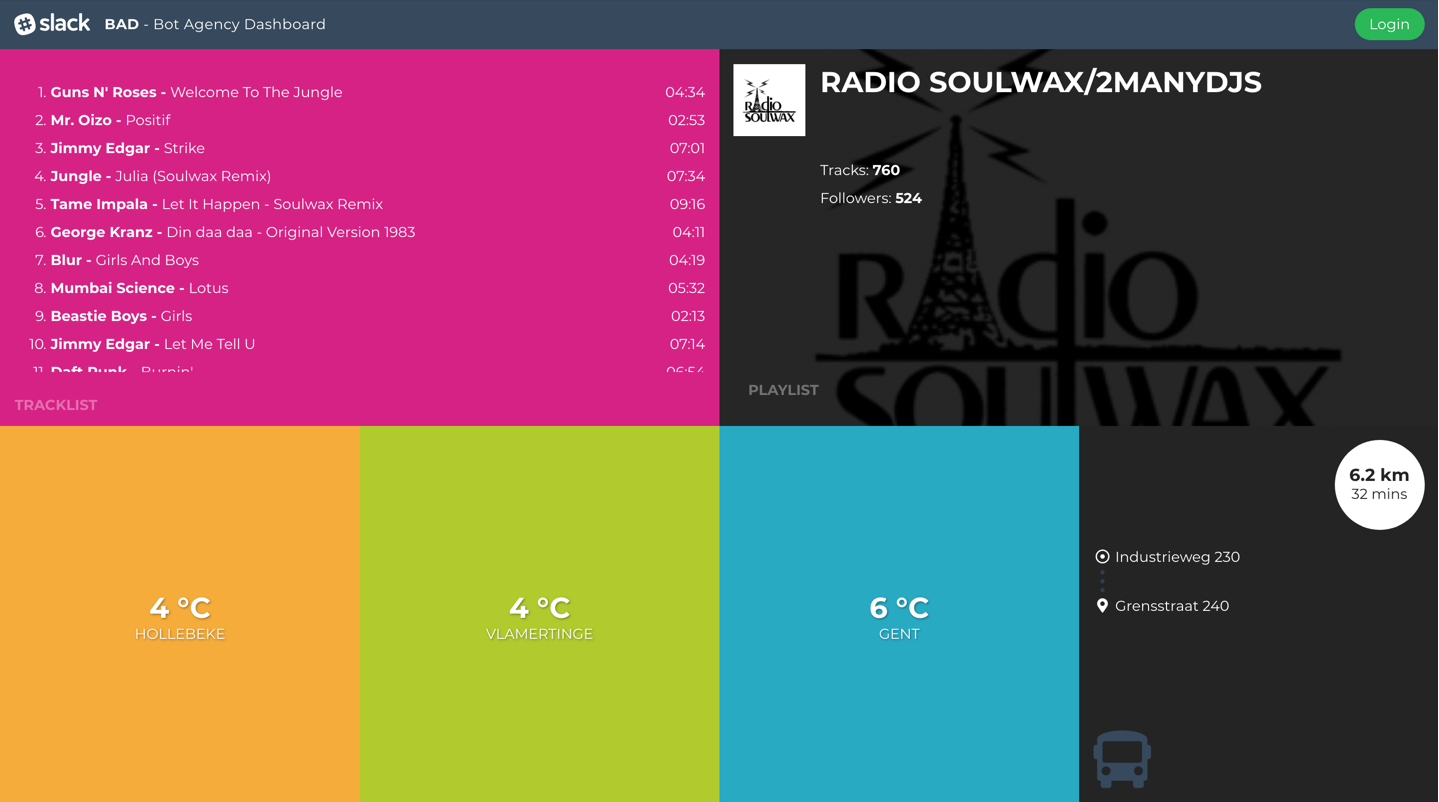 slack BAD - Bot Agency Dashboard Login
1. Guns N' Roses - Welcome To The Jungle 04:34
2. Mr. Oizo - Positif 02:53
3. Jimmy Edgar - Strike 07:01
4. Jungle - Julia (Soulwax Remix) 07:34
5. Tame Impala - Let It Happen - Soulwax Remix 09:16
6. George Kranz - Din daa daa - Original Version 1983 04:11
7. Blur - Girls And Boys 04:19
8. Mumbai Science - Lotus 05:32
9. Beastie Boys - Girls 02:13
10. Jimmy Edgar - Let Me Tell U 07:14
11. Daft Punk - Burnin' 06:54
TRACKLIST
RADIO SOULWAX
RADIO SOULWAX/2MANYDJS
Tracks: 760
Followers: 524
RADIO
SOULWAX
PLAYLIST
4 °C
HOLLEBEKE
4 °C
VLAMERTINGE
6 °C
GENT
6.2 km
32 mins
Industrieweg 230
Grensstraat 240